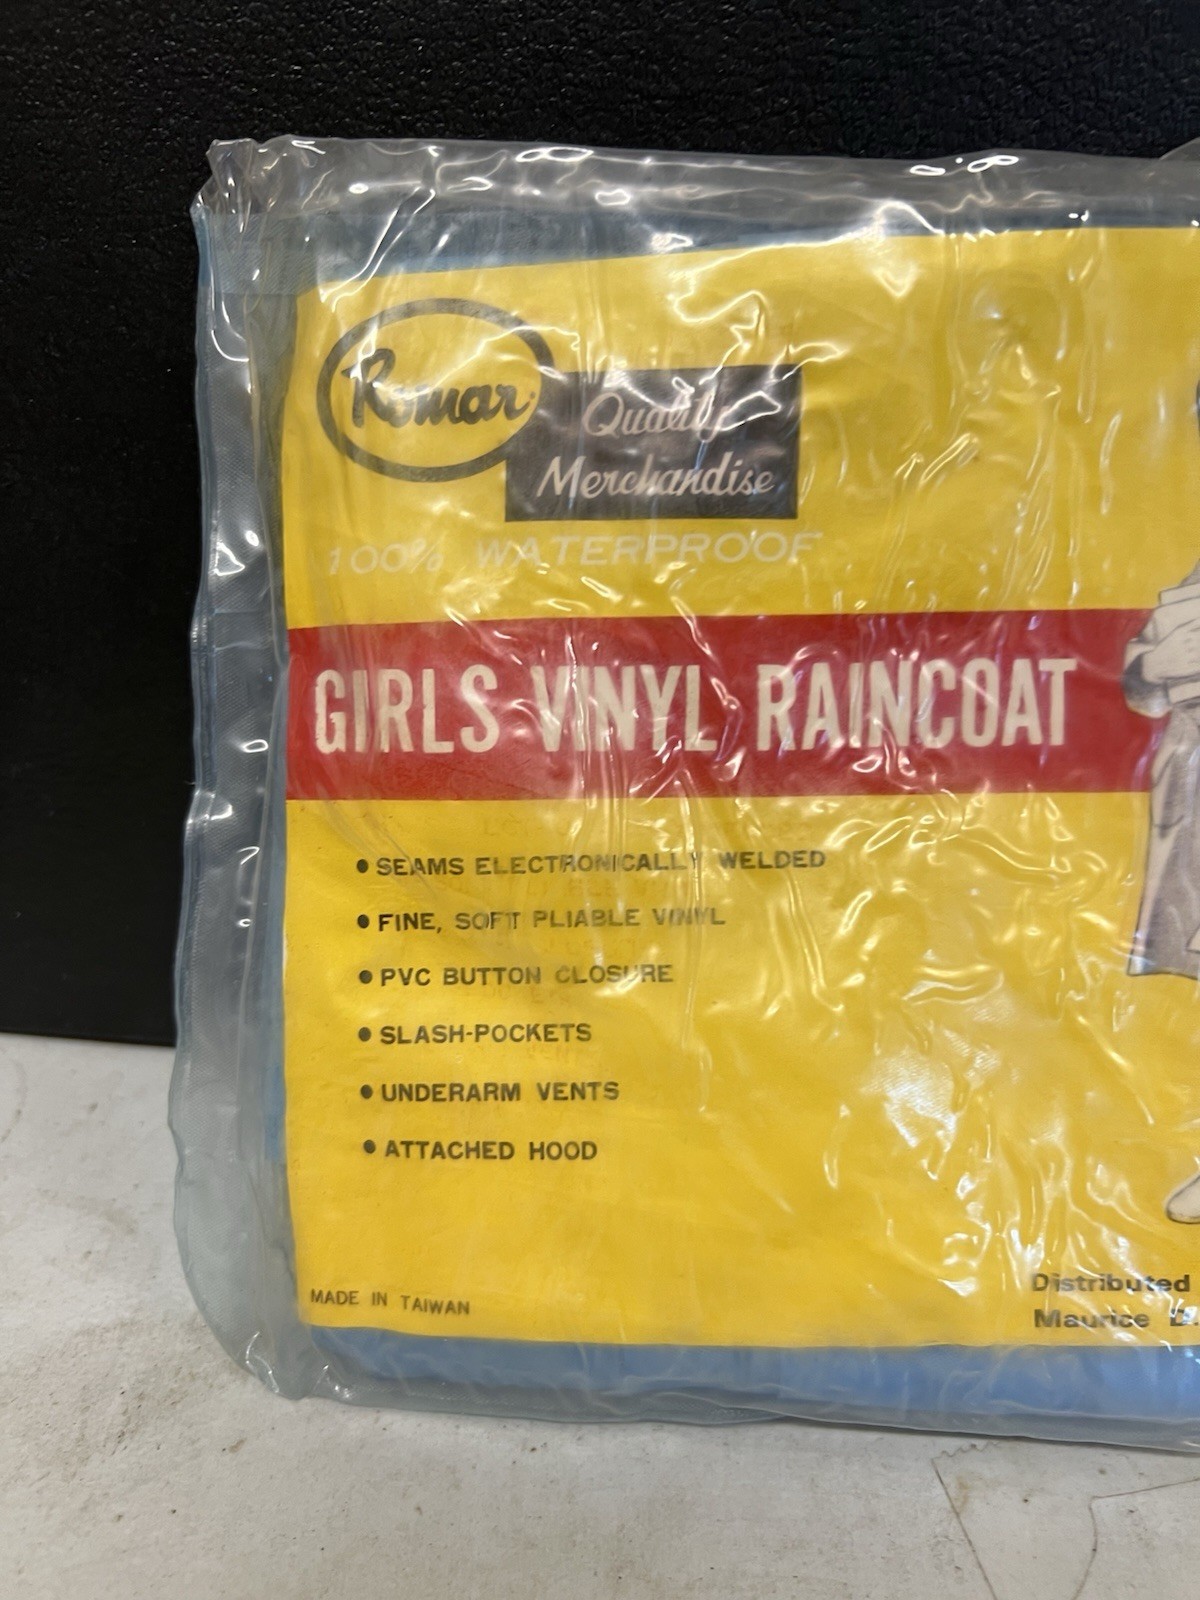 Romar
Quality
Merchandise
100% WATERPROOF
GIRLS VINYL RAINCOAT
• SEAMS ELECTRONICALLY WELDED
• FINE, SOFT PLIABLE VINYL
• PVC BUTTON CLOSURE
• SLASH-POCKETS
• UNDERARM VENTS
• ATTACHED HOOD
MADE IN TAIWAN
Distributed
Maurice D.